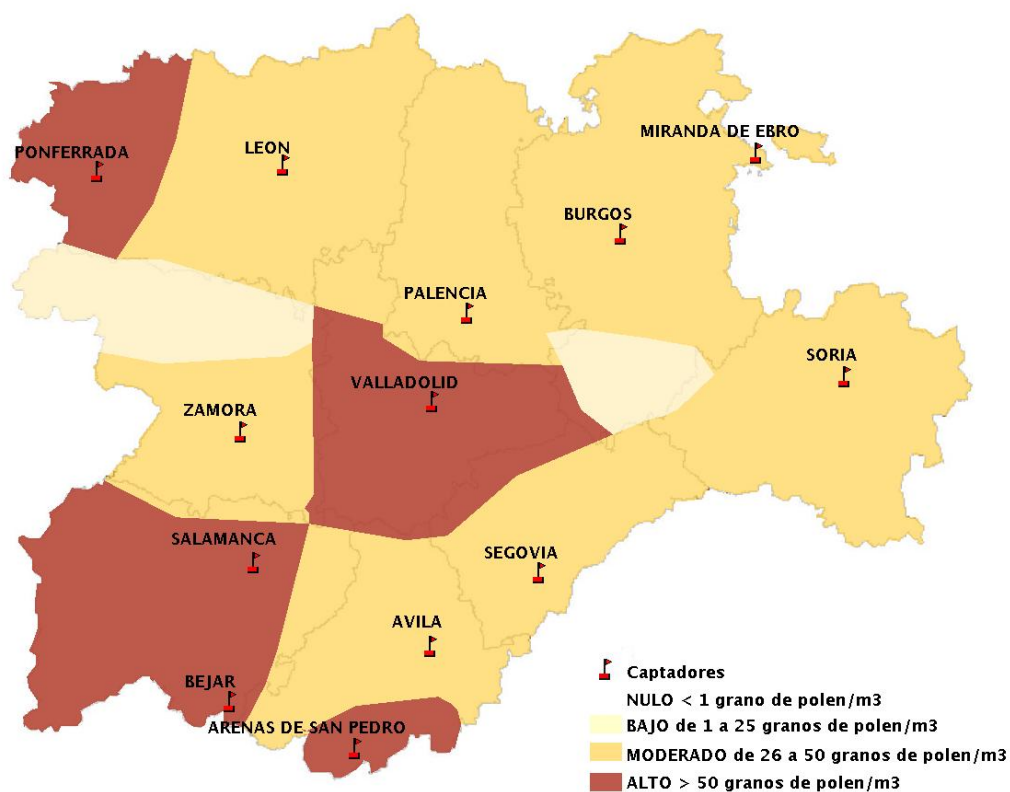 MIRANDA DE EBRO
LEON
PONFERRADA
BURGOS
PALENCIA
SORIA
VALLADOLID
ZAMORA
SALAMANCA
SEGOVIA
AVILA
BEJAR
ARENAS DE SAN PEDRO
Captadores
NULO < 1 grano de polen/m3
BAJO de 1 a 25 granos de polen/m3
MODERADO de 26 a 50 granos de polen/m3
ALTO > 50 granos de polen/m3